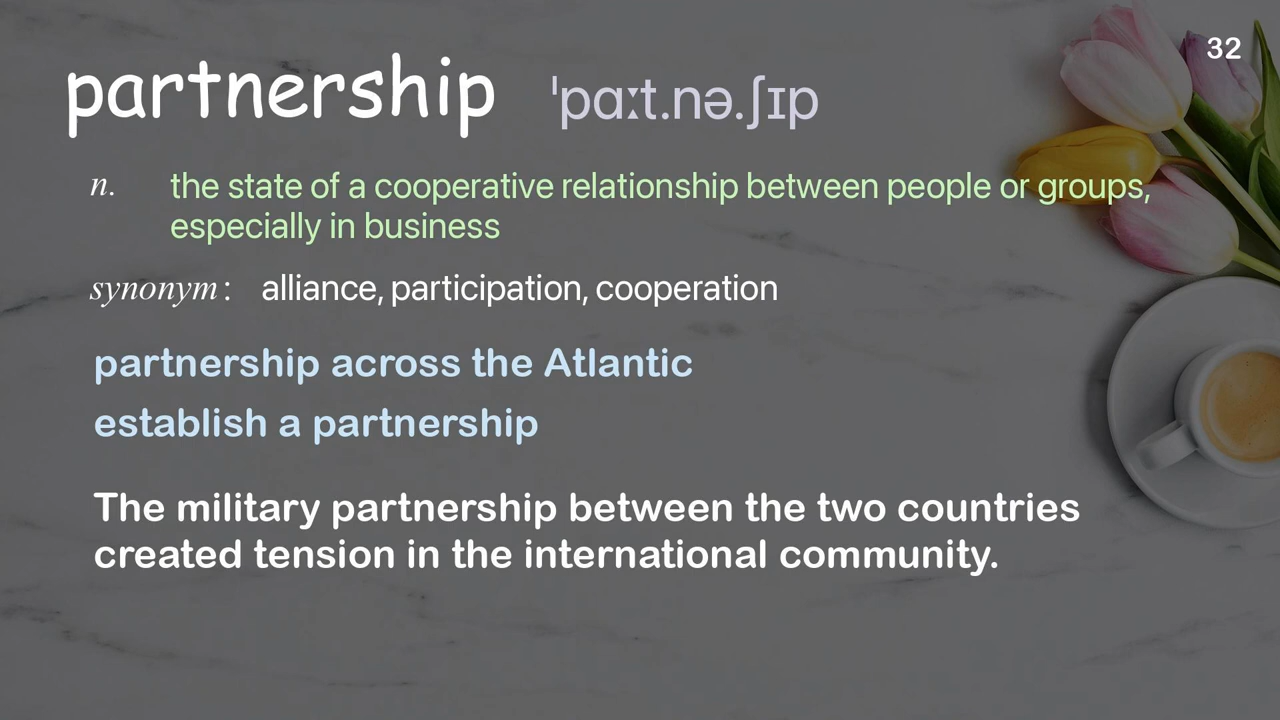 32
partnership ˈpɑːt.nə.ʃɪp
n. the state of a cooperative relationship between people or groups,
especially in business
synonym : alliance, participation, cooperation
partnership across the Atlantic
establish a partnership
The military partnership between the two countries
created tension in the international community.